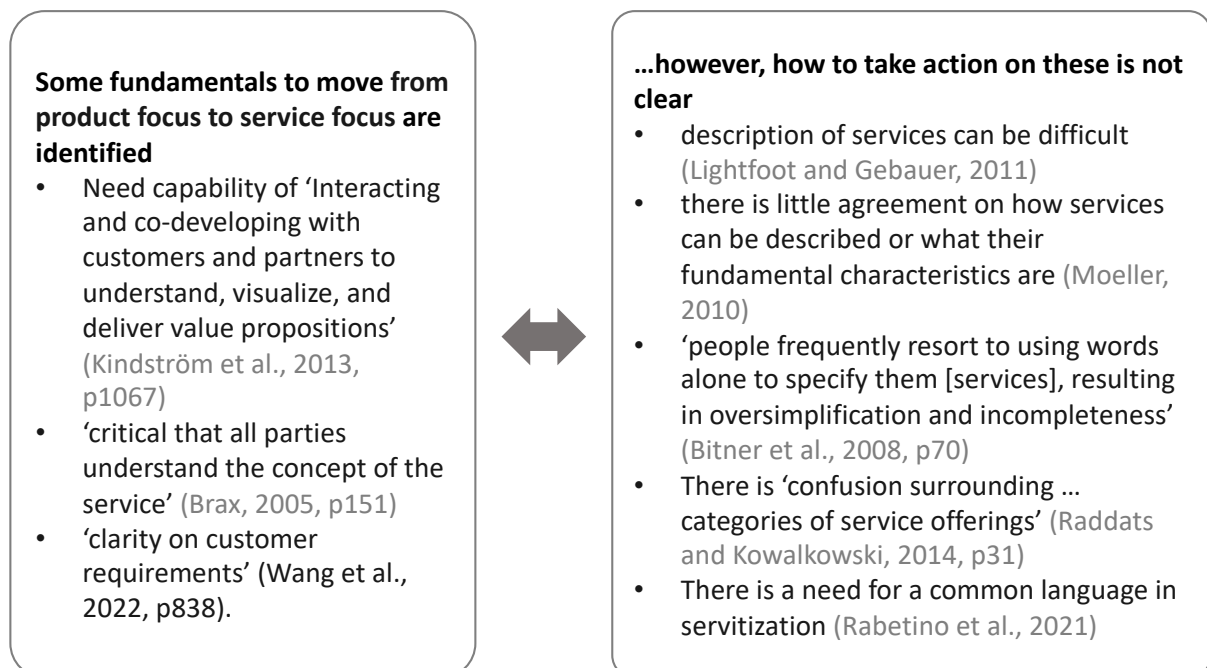 Some fundamentals to move from
product focus to service focus are
identified
• Need capability of ‘Interacting
and co-developing with
customers and partners to
understand, visualize, and
deliver value propositions’
(Kindström et al., 2013,
p1067)
• ‘critical that all parties
understand the concept of the
service’ (Brax, 2005, p151)
• ‘clarity on customer
requirements’ (Wang et al.,
2022, p838).
…however, how to take action on these is not
clear
• description of services can be difficult
(Lightfoot and Gebauer, 2011)
• there is little agreement on how services
can be described or what their
fundamental characteristics are (Moeller,
2010)
• ‘people frequently resort to using words
alone to specify them [services], resulting
in oversimplification and incompleteness’
(Bitner et al., 2008, p70)
• There is ‘confusion surrounding …
categories of service offerings’ (Raddats
and Kowalkowski, 2014, p31)
• There is a need for a common language in
servitization (Rabetino et al., 2021)